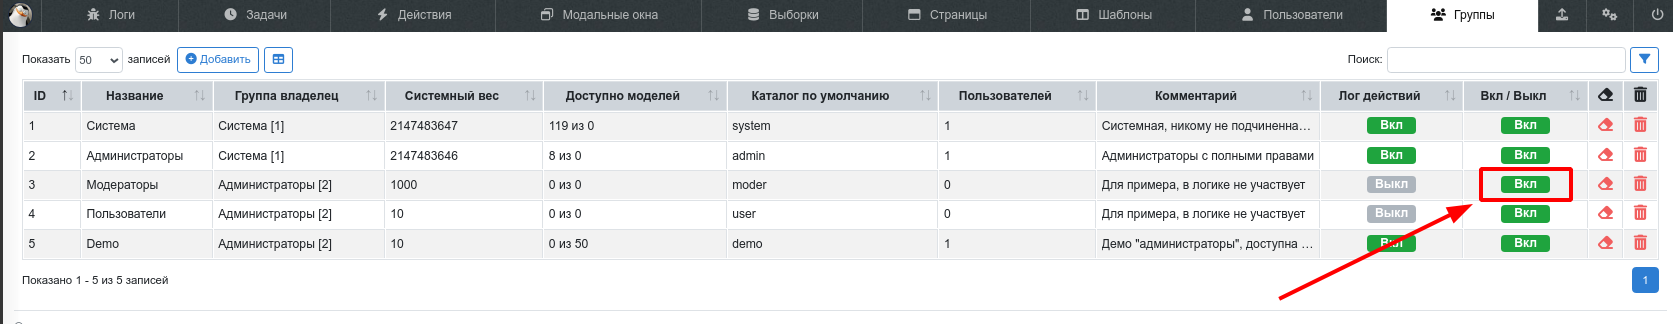 Логи Задачи Действия Модальные окна Выборки Страницы Шаблоны Пользователи Группы
Показать 50 записей Добавить Поиск:
ID Название Группа владелец Системный вес Доступно моделей Каталог по умолчанию Пользователей Комментарий Лог действий Вкл / Выкл
1 Система Система [1] 2147483647 119 из 0 system 1 Системная, никому не подчиненна... Вкл Вкл
2 Администраторы Система [1] 2147483646 8 из 0 admin 1 Администраторы с полными правами Вкл Вкл
3 Модераторы Администраторы [2] 1000 0 из 0 moder 0 Для примера, в логике не участвует Выкл Вкл
4 Пользователи Администраторы [2] 10 0 из 0 user 0 Для примера, в логике не участвует Выкл Вкл
5 Demo Администраторы [2] 10 0 из 50 demo 1 Демо "администраторы", доступна ... Вкл Вкл
Показано 1 - 5 из 5 записей 1